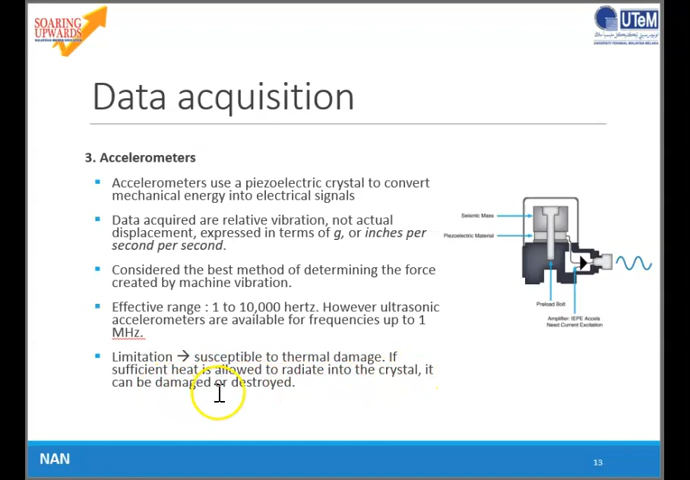 SOARING
UPWARDS
UTeM
Data acquisition
3. Accelerometers
▪ Accelerometers use a piezoelectric crystal to convert
mechanical energy into electrical signals
▪ Data acquired are relative vibration, not actual
displacement, expressed in terms of g, or inches per
second per second.
▪ Considered the best method of determining the force
created by machine vibration.
▪ Effective range : 1 to 10,000 hertz. However ultrasonic
accelerometers are available for frequencies up to 1
MHz.
▪ Limitation → susceptible to thermal damage. If
sufficient heat is allowed to radiate into the crystal, it
can be damaged or destroyed.
Seismic Mass
Piezoelectric Material
Preload Bolt
Amplifier: IEPE Accels
Need Current Excitation
NAN
13